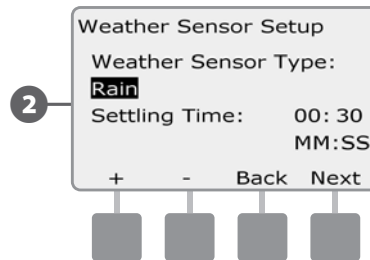 Weather Sensor Setup
Weather Sensor Type:
Rain
2
Settling Time: 00:30
MM:SS
+ - Back Next